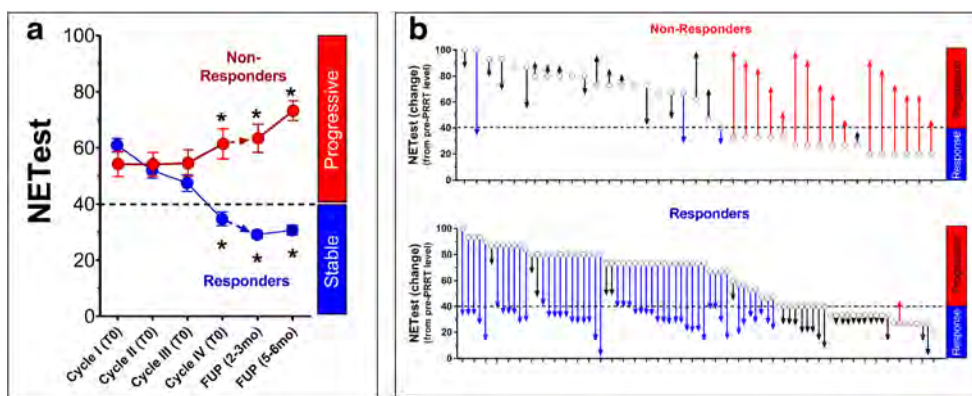 a
100
80
60
40
20
0
NETest
Non-
Responders
*
*
*
Responders
*
*
*
Progressive
Stable
Cycle I (T0)
Cycle II (T0)
Cycle III (T0)
Cycle IV (T0)
FUP (2-3mo)
FUP (5-6mo)
b
Non-Responders
NETest (change)
(from pre-PRRT level)
100
80
60
40
20
0
Progression
Response
Responders
NETest (change)
(from pre-PRRT level)
100
80
60
40
20
0
Progression
Response